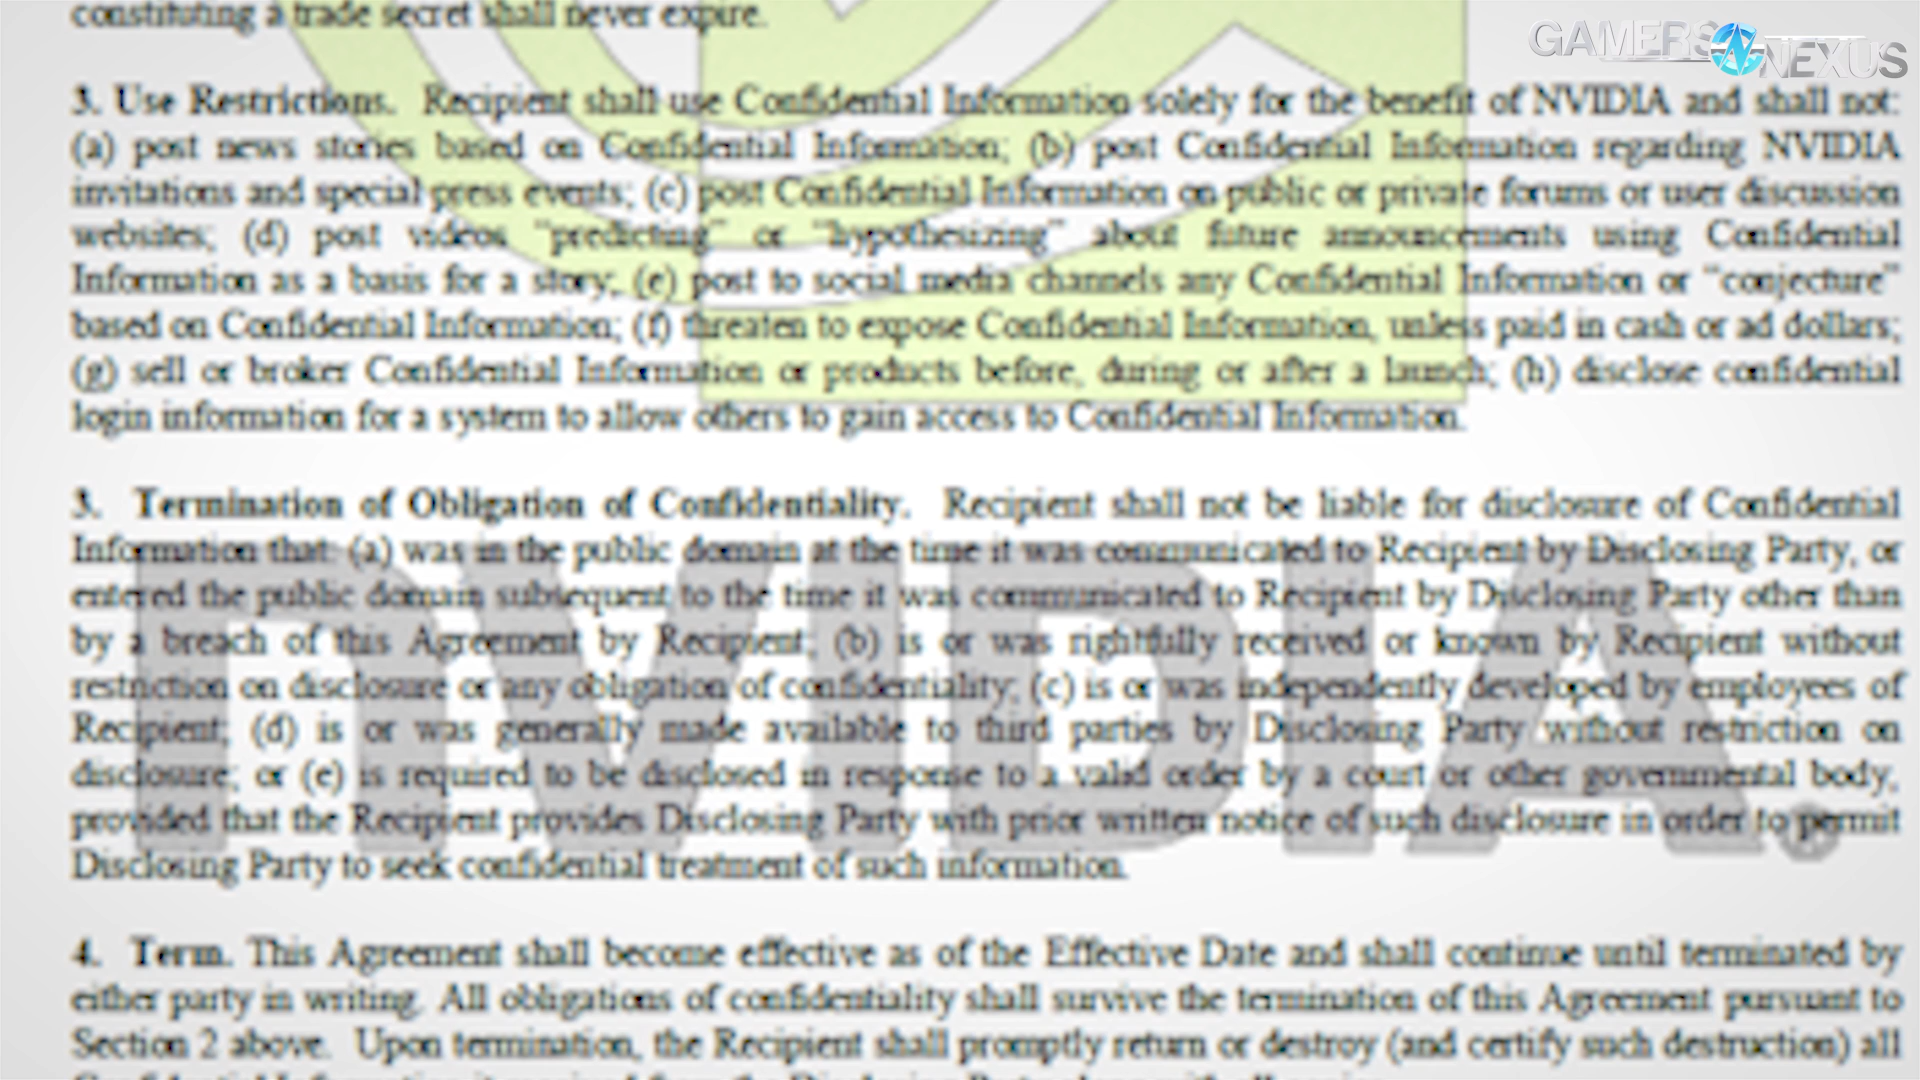 constituting a trade secret shall never expire.
GAMERS NEXUS
3. Use Restrictions. Recipient shall use Confidential Information solely for the benefit of NVIDIA and shall not:
(a) post news stories based on Confidential Information; (b) post Confidential Information regarding NVIDIA
invitations and special press events; (c) post Confidential Information on public or private forums or user discussion
websites; (d) post videos "predicting" or "hypothesizing" about future announcements using Confidential
Information as a basis for a story; (e) post to social media channels any Confidential Information or "conjecture"
based on Confidential Information; (f) threaten to expose Confidential Information, unless paid in cash or ad dollars;
(g) sell or broker Confidential Information or products before, during or after a launch; (h) disclose confidential
login information for a system to allow others to gain access to Confidential Information.
3. Termination of Obligation of Confidentiality. Recipient shall not be liable for disclosure of Confidential
Information that: (a) was in the public domain at the time it was communicated to Recipient by Disclosing Party, or
entered the public domain subsequent to the time it was communicated to Recipient by Disclosing Party other than
by a breach of this Agreement by Recipient; (b) is or was rightfully received or known by Recipient without
restriction on disclosure or any obligation of confidentiality; (c) is or was independently developed by employees of
Recipient; (d) is or was generally made available to third parties by Disclosing Party without restriction on
disclosure; or (e) is required to be disclosed in response to a valid order by a court or other governmental body,
provided that the Recipient provides Disclosing Party with prior written notice of such disclosure in order to permit
Disclosing Party to seek confidential treatment of such information.
nVIDIA®
4. Term. This Agreement shall become effective as of the Effective Date and shall continue until terminated by
either party in writing. All obligations of confidentiality shall survive the termination of this Agreement pursuant to
Section 2 above. Upon termination, the Recipient shall promptly return or destroy (and certify such destruction) all